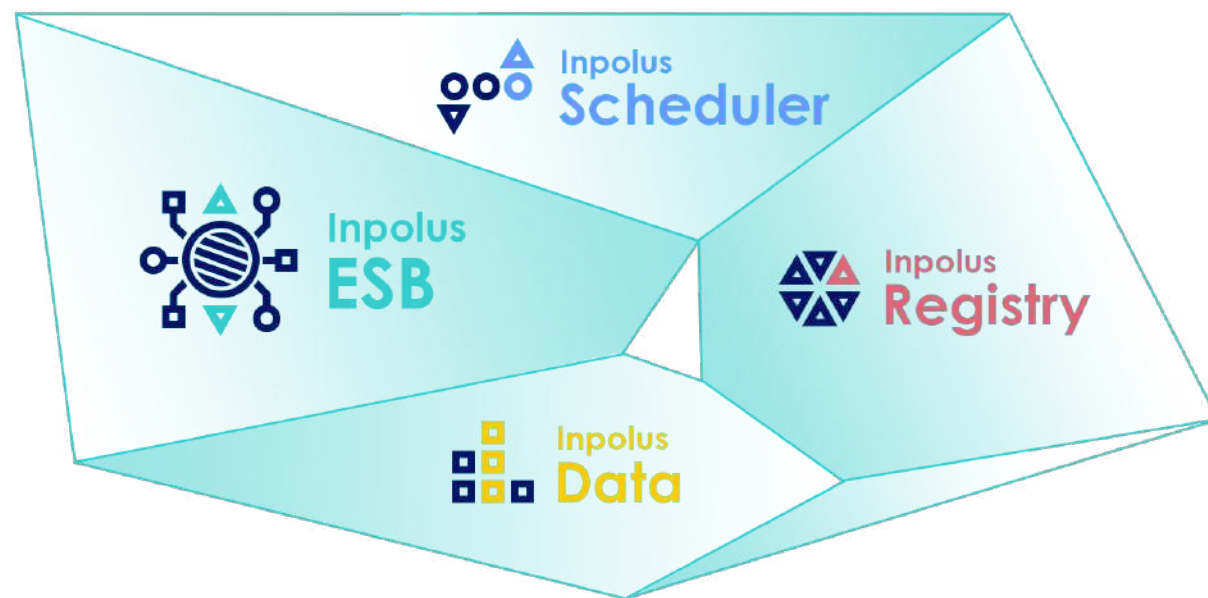 Inpolus
Scheduler
Inpolus
ESB
Inpolus
Registry
Inpolus
Data